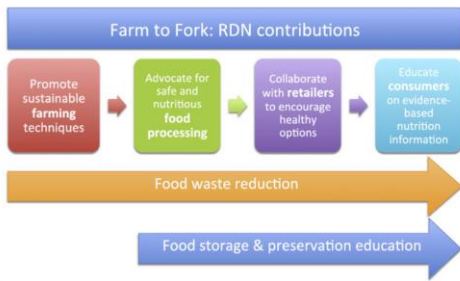 Farm to Fork: RDN contributions
Promote
sustainable
farming
techniques
Advocate for
safe and
nutritious
food
processing
Collaborate
with retailers
to encourage
healthy
options
Educate
consumers
on evidence-
based
nutrition
information
Food waste reduction
Food storage & preservation education